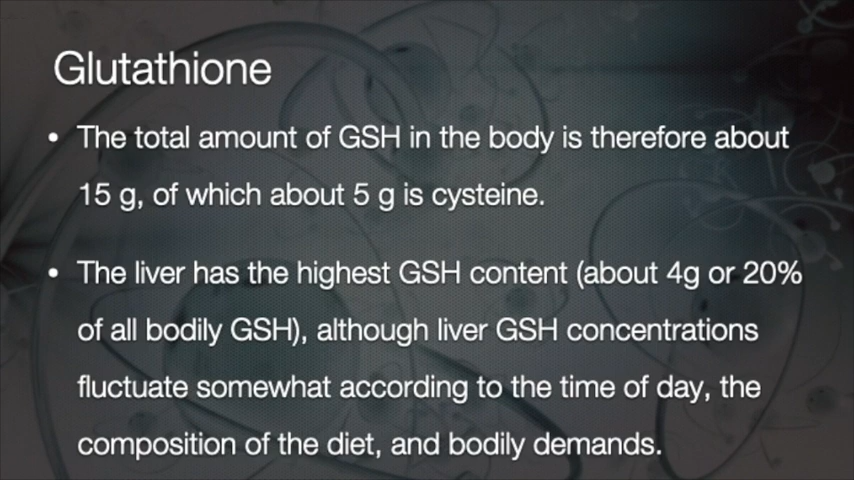 Glutathione
• The total amount of GSH in the body is therefore about
15 g, of which about 5 g is cysteine.
• The liver has the highest GSH content (about 4g or 20%
of all bodily GSH), although liver GSH concentrations
fluctuate somewhat according to the time of day, the
composition of the diet, and bodily demands.